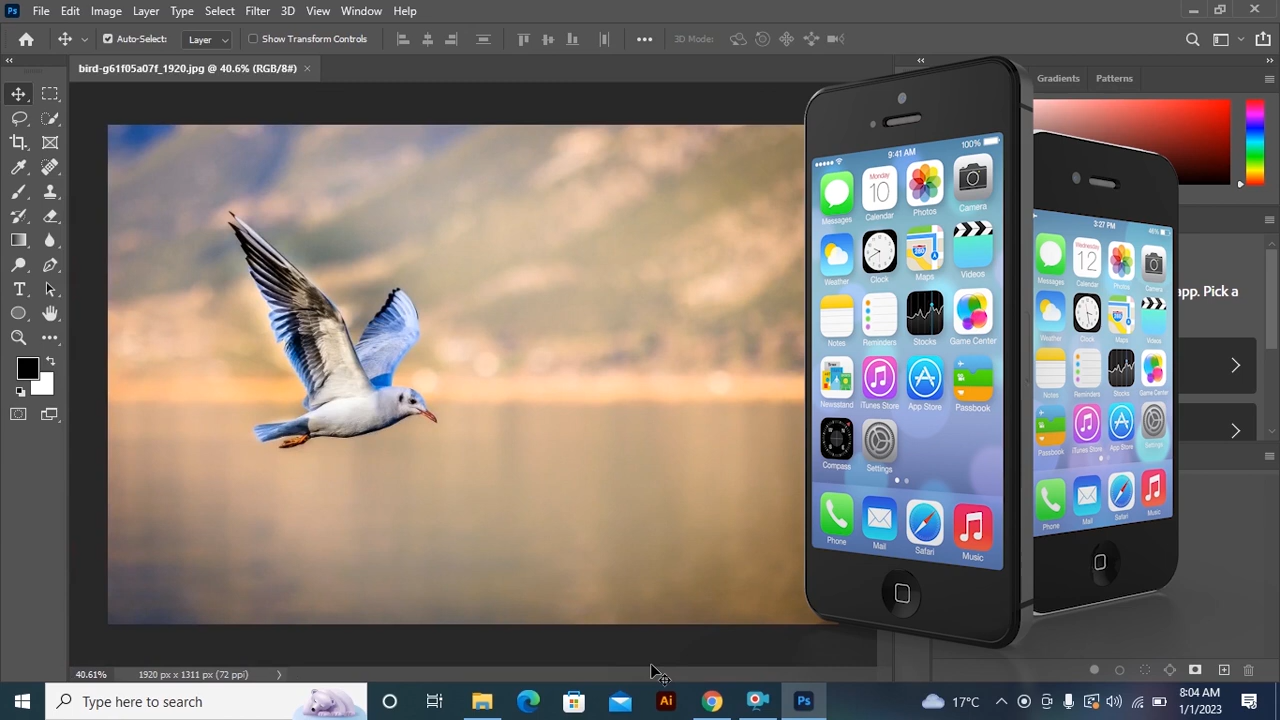 Ps File Edit Image Layer Type Select Filter 3D View Window Help
Auto-Select: Layer Show Transform Controls 3D Mode:
bird-g61f05a07f_1920.jpg @ 40.6% (RGB/8#) ×
Gradients Patterns
9:41 AM 100%
Monday
10
Messages Calendar Photos Camera
280
Weather Clock Maps Videos
Notes Reminders Stocks Game Center
Newsstand iTunes Store App Store Passbook
Compass Settings
Phone Mail Safari Music
3:27 PM 46%
Wednesday
12
Messages Calendar Photos Camera
Weather Clock Maps Videos
Notes Reminders Stocks Game Center
Passbook iTunes Store App Store Settings
Phone Mail Safari Music
app. Pick a
40.61% 1920 px x 1311 px (72 ppi)
Type here to search
Ai
Ps
17°C
8:04 AM
1/1/2023